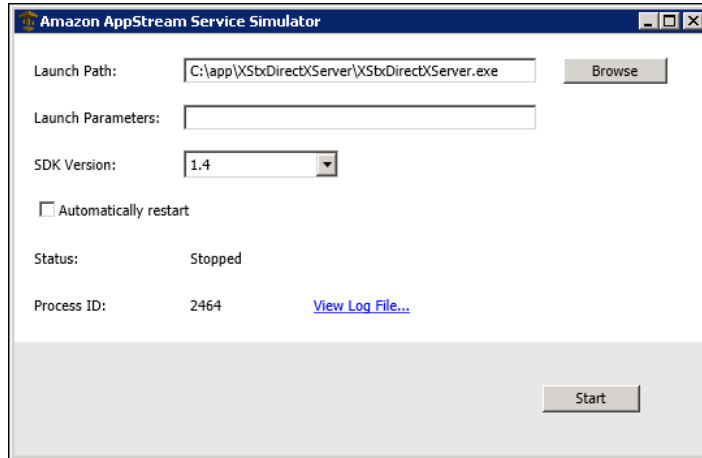 Amazon AppStream Service Simulator
Launch Path: C:\app\XStxDirectXServer\XStxDirectXServer.exe Browse
Launch Parameters:
SDK Version: 1.4
Automatically restart
Status: Stopped
Process ID: 2464 View Log File...
Start